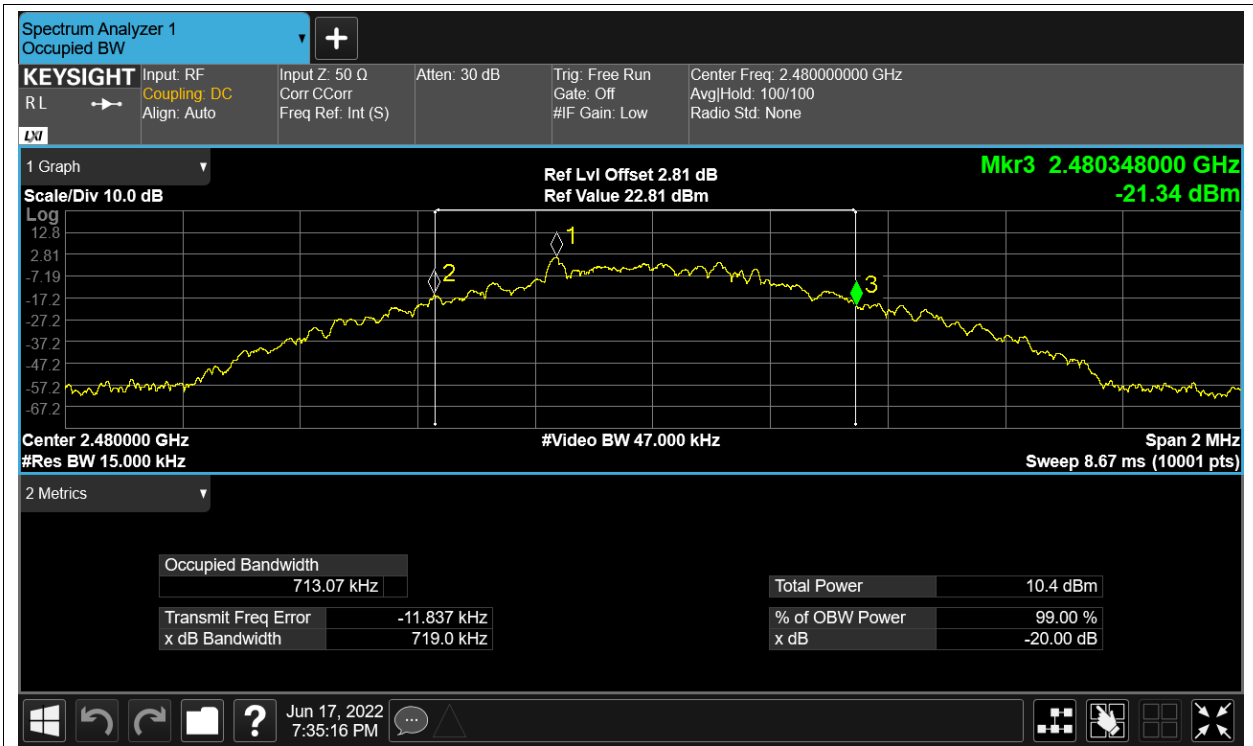 Spectrum Analyzer 1
Occupied BW
▼
+
KEYSIGHT
R L
LXI
Input: RF
Coupling: DC
Align: Auto
Input Z: 50 Ω
Corr CCorr
Freq Ref: Int (S)
Atten: 30 dB
Trig: Free Run
Gate: Off
#IF Gain: Low
Center Freq: 2.480000000 GHz
Avg|Hold: 100/100
Radio Std: None
1 Graph ▼
Scale/Div 10.0 dB
Ref Lvl Offset 2.81 dB
Ref Value 22.81 dBm
Mkr3 2.480348000 GHz
-21.34 dBm
Log
12.8
2.81
-7.19
-17.2
-27.2
-37.2
-47.2
-57.2
-67.2
1
2
3
Center 2.480000 GHz
#Res BW 15.000 kHz
#Video BW 47.000 kHz
Span 2 MHz
Sweep 8.67 ms (10001 pts)
2 Metrics ▼
Occupied Bandwidth
713.07 kHz
Transmit Freq Error -11.837 kHz
x dB Bandwidth 719.0 kHz
Total Power 10.4 dBm
% of OBW Power 99.00 %
x dB -20.00 dB
?
Jun 17, 2022
7:35:16 PM